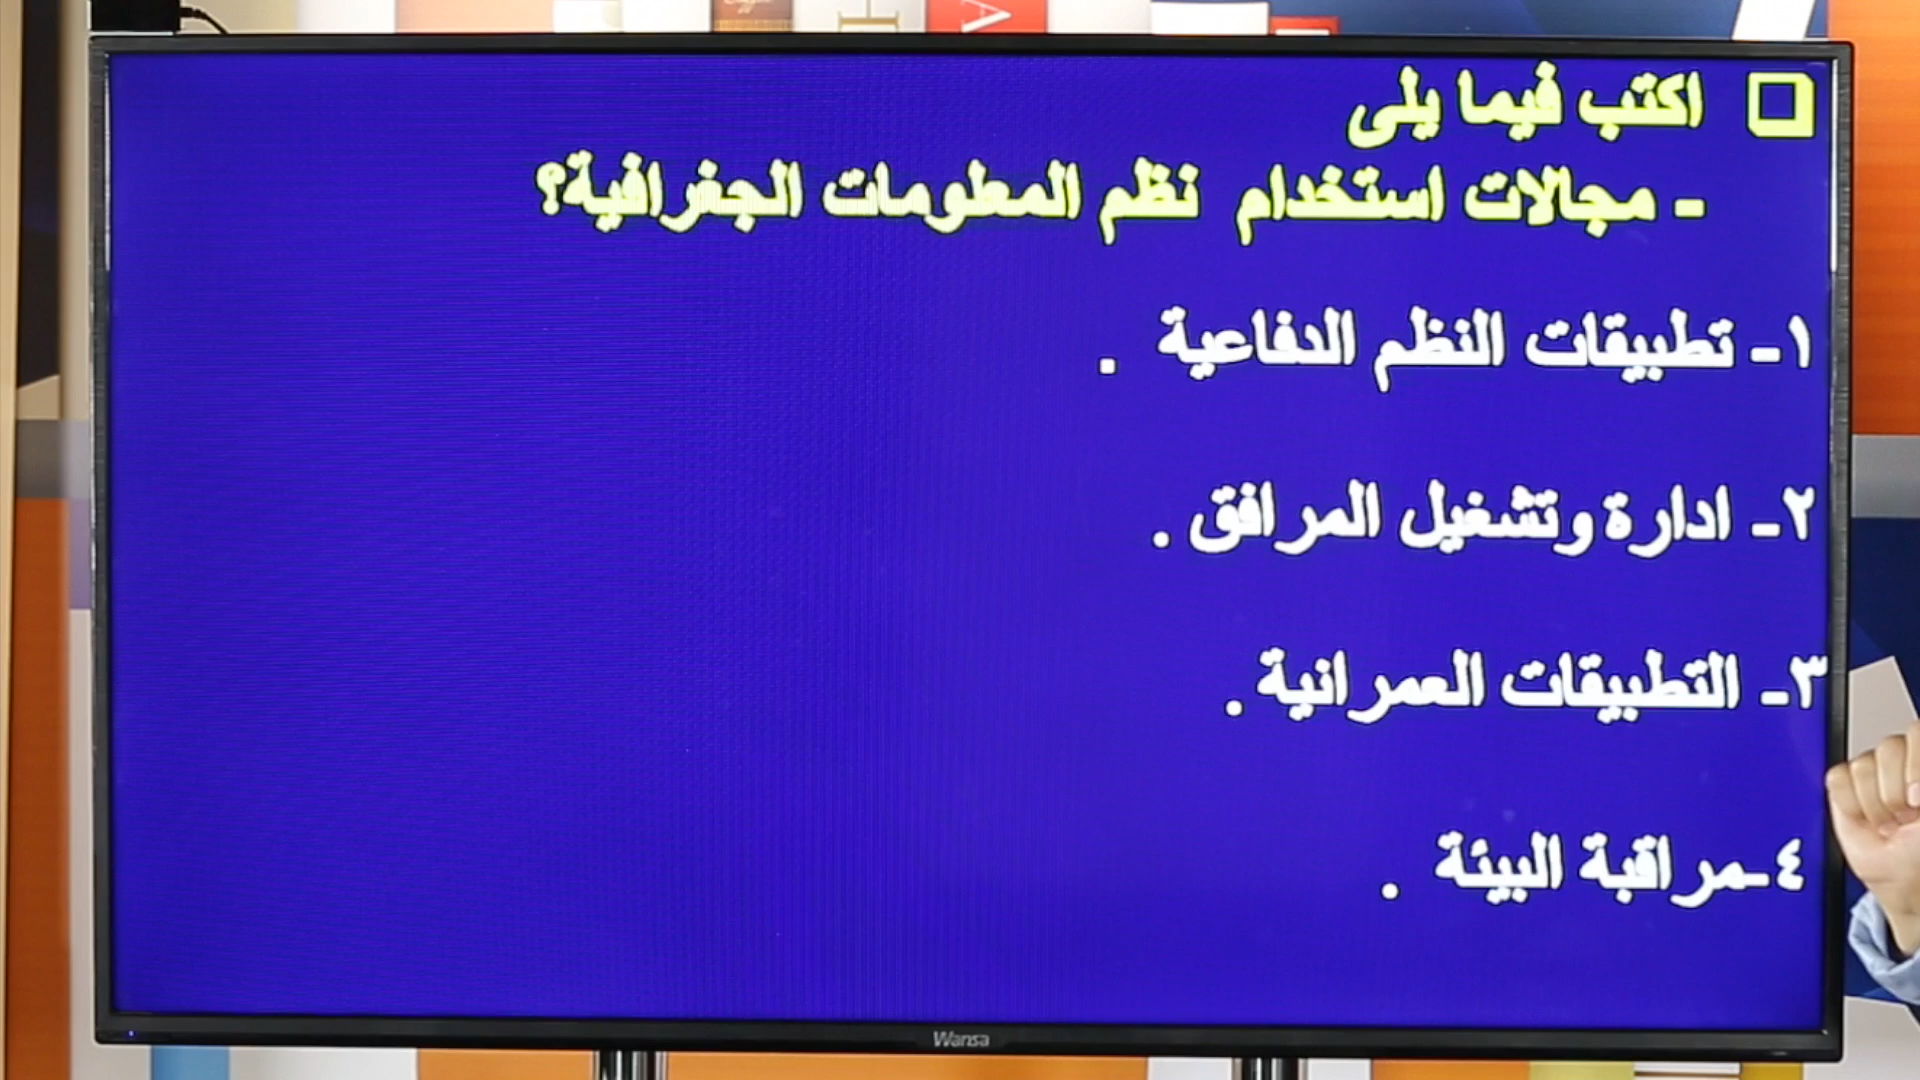 ❑ اكتب فيما يلى
- مجالات استخدام نظم المعلومات الجغرافية؟
١- تطبيقات النظم الدفاعية .
٢- ادارة وتشغيل المرافق .
٣- التطبيقات العمرانية .
٤-مراقبة البيئة .
Wansa